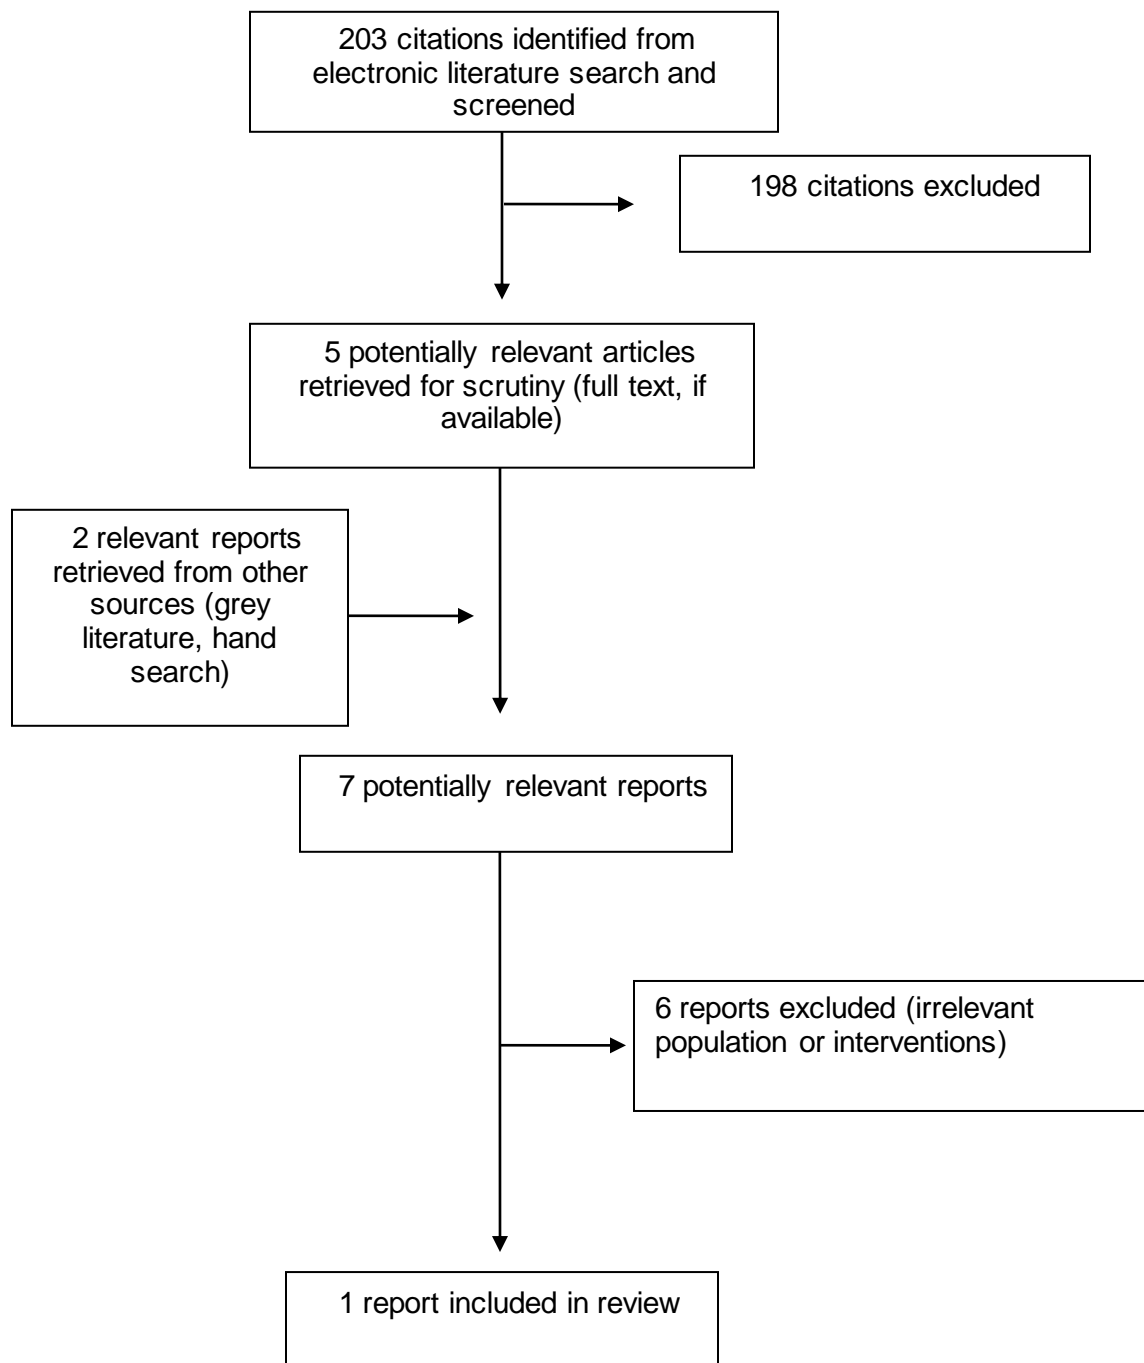 203 citations identified from
electronic literature search and
screened
198 citations excluded
5 potentially relevant articles
retrieved for scrutiny (full text, if
available)
2 relevant reports
retrieved from other
sources (grey
literature, hand
search)
7 potentially relevant reports
6 reports excluded (irrelevant
population or interventions)
1 report included in review